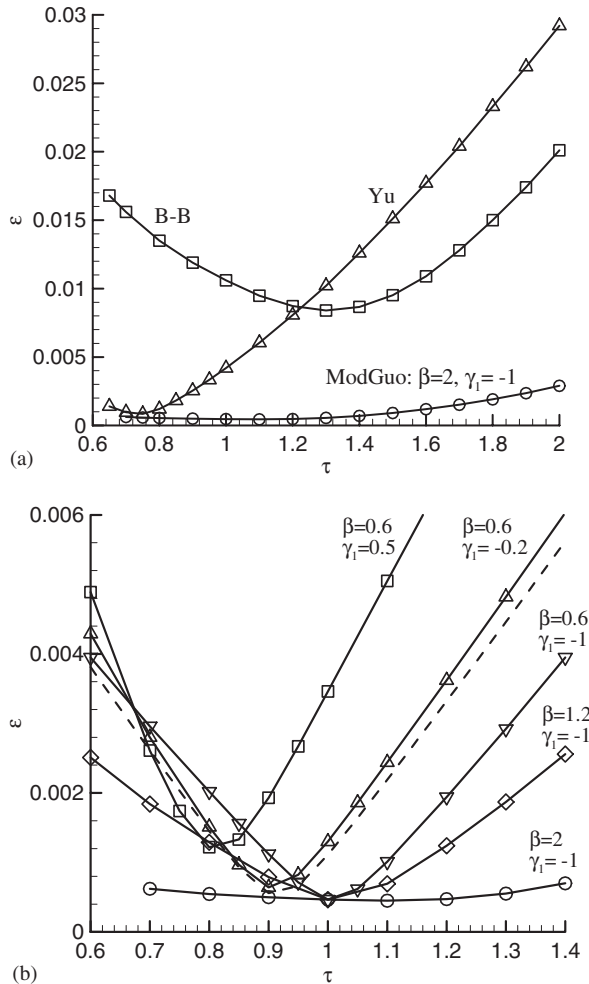 0.03
0.025
0.02
0.015
0.01
0.005
0
ε
B-B
Yu
ModGuo: β=2, γ₁= -1
0.6 0.8 1 1.2 1.4 1.6 1.8 2
τ
(a)
0.006
0.004
0.002
0
ε
β=0.6
γ₁=0.5
β=0.6
γ₁= -0.2
β=0.6
γ₁= -1
β=1.2
γ₁= -1
β=2
γ₁= -1
0.6 0.7 0.8 0.9 1 1.1 1.2 1.3 1.4
τ
(b)